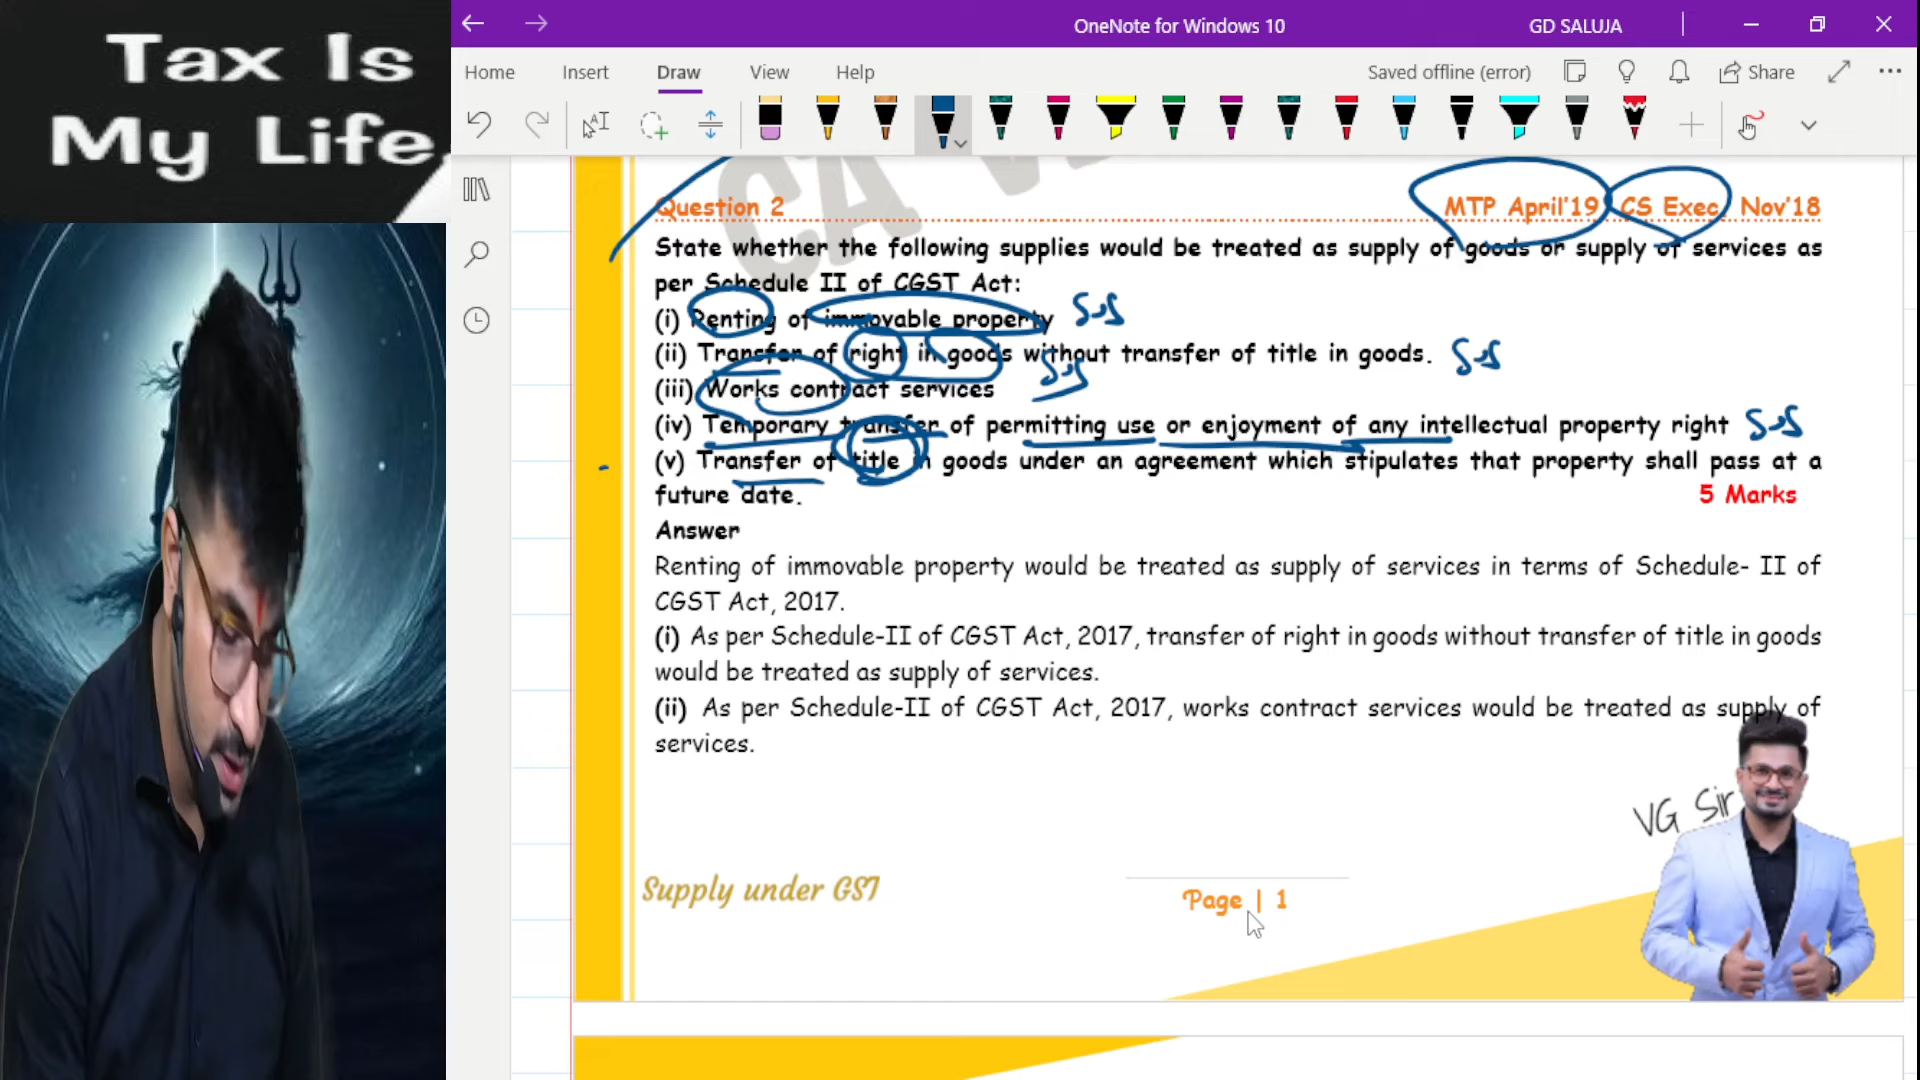 Tax Is
My Life.
OneNote for Windows 10
GD SALUJA
Home Insert Draw View Help
Saved offline (error)
Share
CA V
Question 2
MTP April'19 CS Exec. Nov'18
State whether the following supplies would be treated as supply of goods or supply of services as
per Schedule II of CGST Act:
(i) Renting of immovable property SOS
(ii) Transfer of right in goods without transfer of title in goods. SOS
(iii) Works contract services SOS
(iv) Temporary transfer of permitting use or enjoyment of any intellectual property right SOS
(v) Transfer of title in goods under an agreement which stipulates that property shall pass at a
future date.
5 Marks
Answer
Renting of immovable property would be treated as supply of services in terms of Schedule- II of
CGST Act, 2017.
(i) As per Schedule-II of CGST Act, 2017, transfer of right in goods without transfer of title in goods
would be treated as supply of services.
(ii) As per Schedule-II of CGST Act, 2017, works contract services would be treated as supply of
services.
VG Sir
Supply under GST
Page | 1